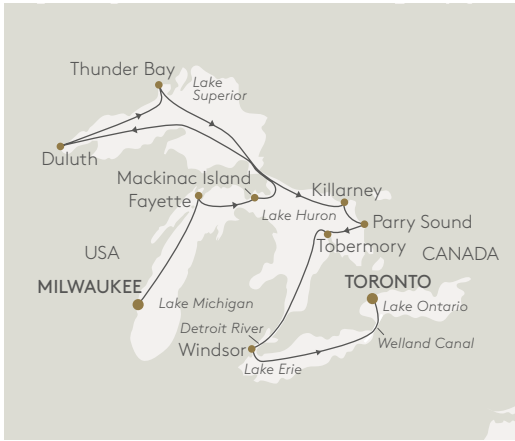 Thunder Bay
Lake
Superior
Duluth
Mackinac Island
Killarney
Fayette
Lake Huron
Parry Sound
Tobermory
USA
CANADA
MILWAUKEE
TORONTO
Lake Michigan
Lake Ontario
Detroit River
Windsor
Welland Canal
Lake Erie